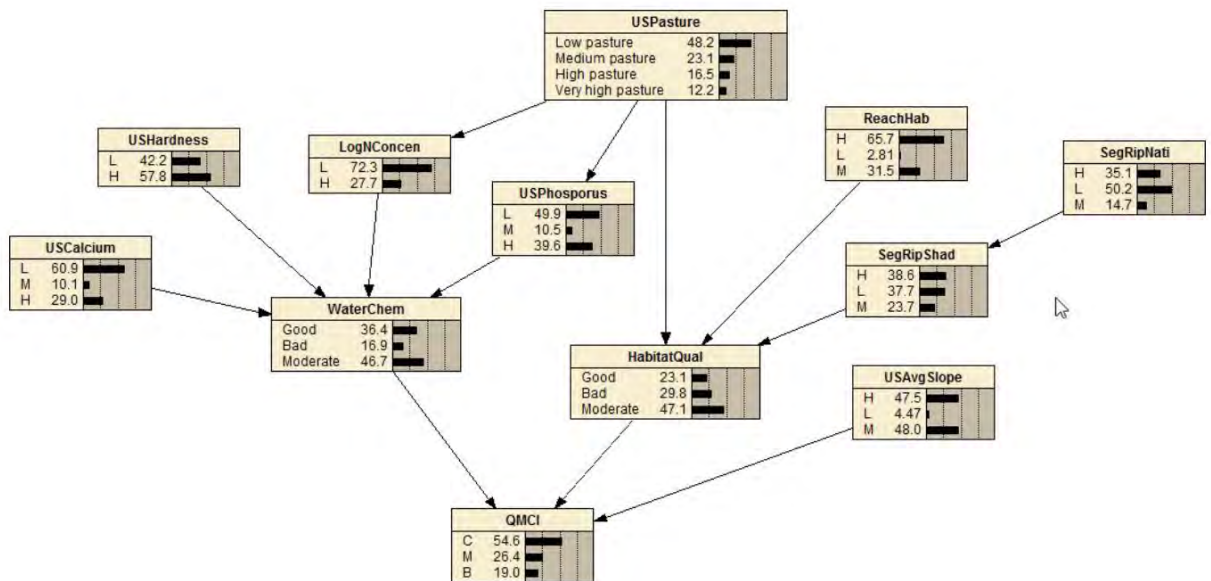 USPasture
Low pasture 48.2
Medium pasture 23.1
High pasture 16.5
Very high pasture 12.2
USHardness
L 42.2
H 57.8
LogNConcen
L 72.3
H 27.7
USPhosporus
L 49.9
M 10.5
H 39.6
ReachHab
H 65.7
L 2.81
M 31.5
SegRipNati
H 35.1
L 50.2
M 14.7
USCalcium
L 60.9
M 10.1
H 29.0
WaterChem
Good 36.4
Bad 16.9
Moderate 46.7
SegRipShad
H 38.6
L 37.7
M 23.7
HabitatQual
Good 23.1
Bad 29.8
Moderate 47.1
USAvgSlope
H 47.5
L 4.47
M 48.0
QMCI
C 54.6
M 26.4
B 19.0